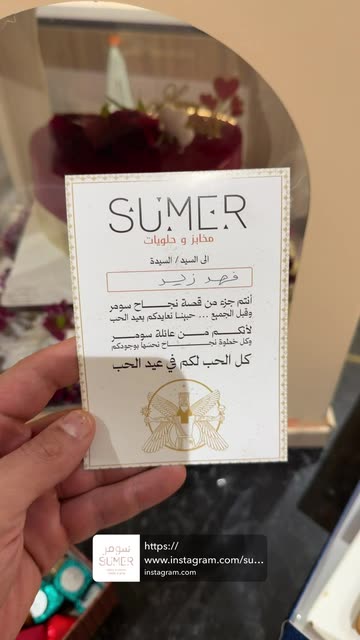 SUMER
مخابز و حلويات
الى السيد / السيدة
فهد زيد
أنتم جزء من قصة نجاح سومر
وقبل الجميع ... حبينا نعايدكم بعيد الحب
لأنكم من عائلة سومر
وكل خطوة نجاح نحسها بوجودكم
كل الحب لكم في عيد الحب
سومر
SUMER
https://
www.instagram.com/su...
instagram.com